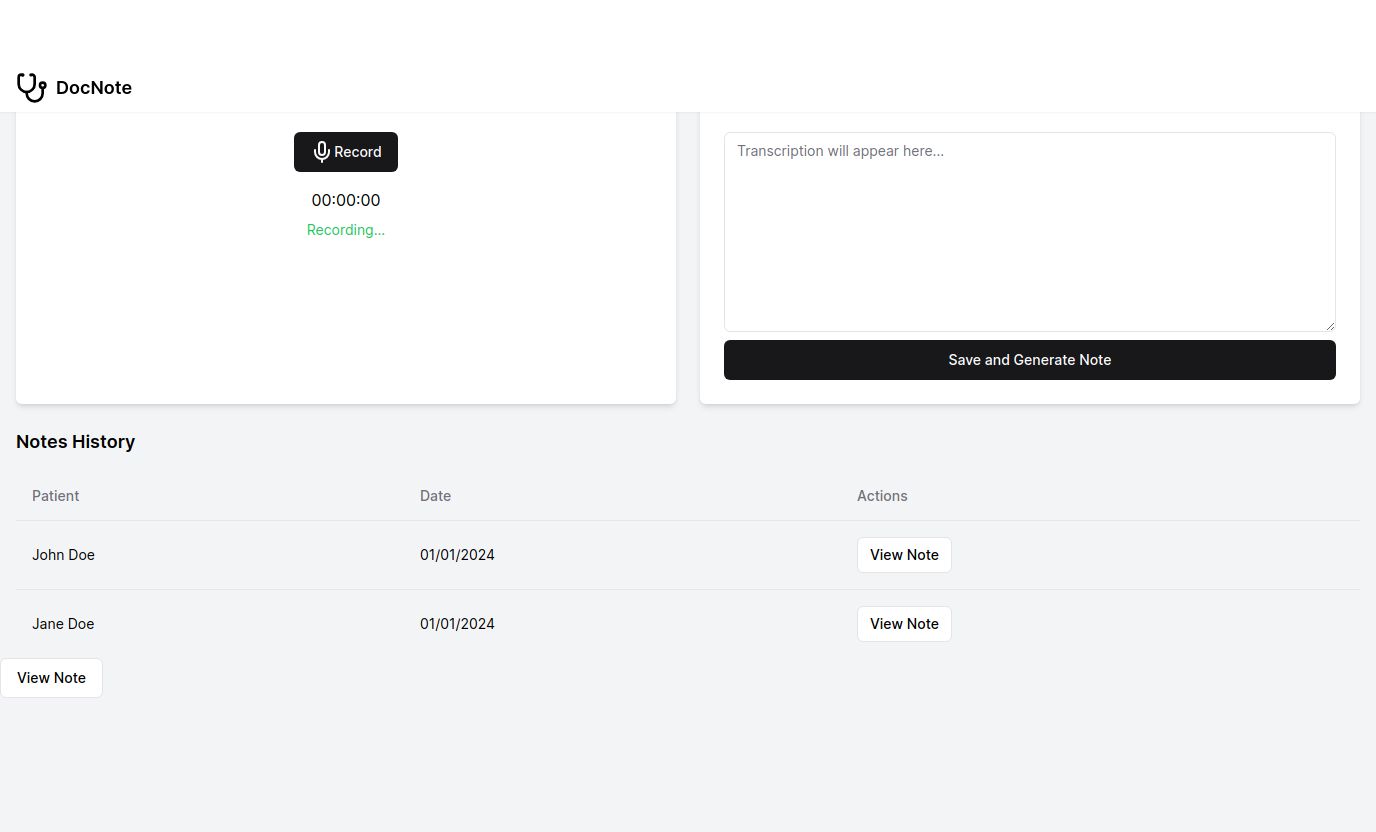 DocNote
Record
00:00:00
Recording...
Transcription will appear here...
Save and Generate Note
Notes History
Patient Date Actions
John Doe 01/01/2024 View Note
Jane Doe 01/01/2024 View Note
View Note